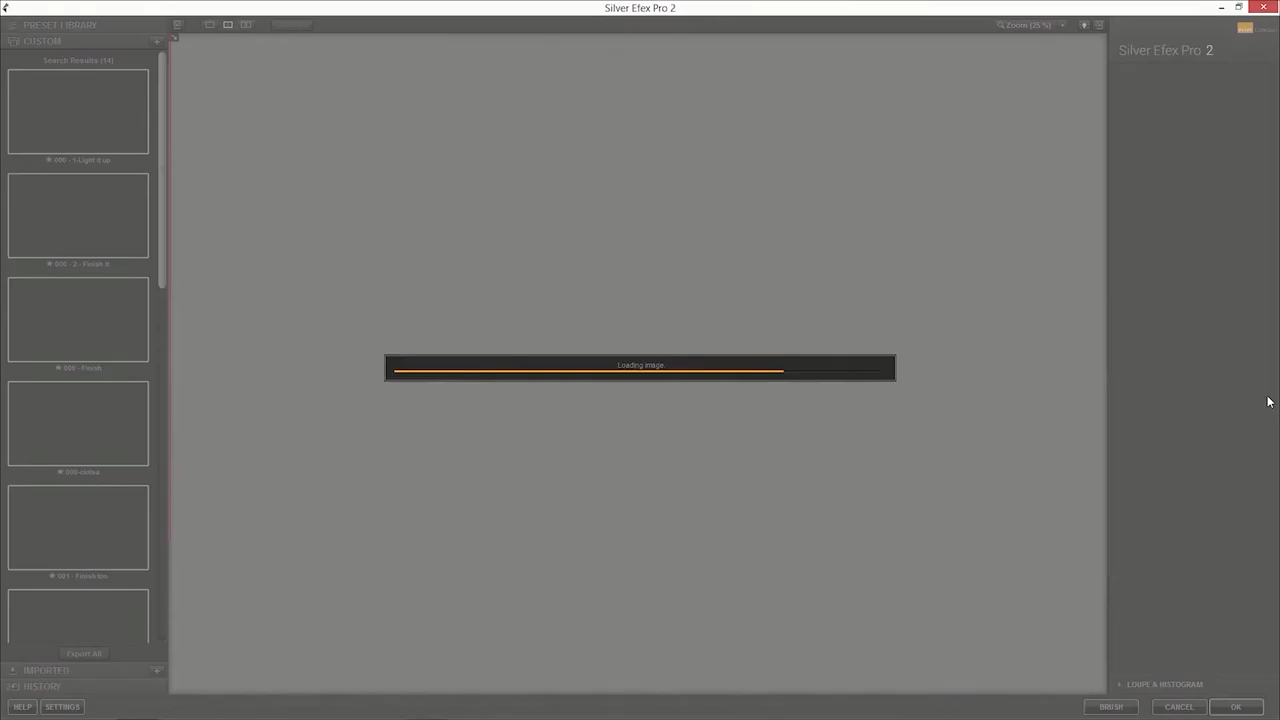 Silver Efex Pro 2
PRESET LIBRARY
Zoom (25 %)
CUSTOM
Silver Efex Pro 2
Search Results (14)
000 - 1-Light it up
000 - 2 - Finish it
Loading image.
000 - Finish
001 - Finish
Export All
IMPORTED
HISTORY
LOUPE & HISTOGRAM
HELP
SETTINGS
BRUSH
CANCEL
OK